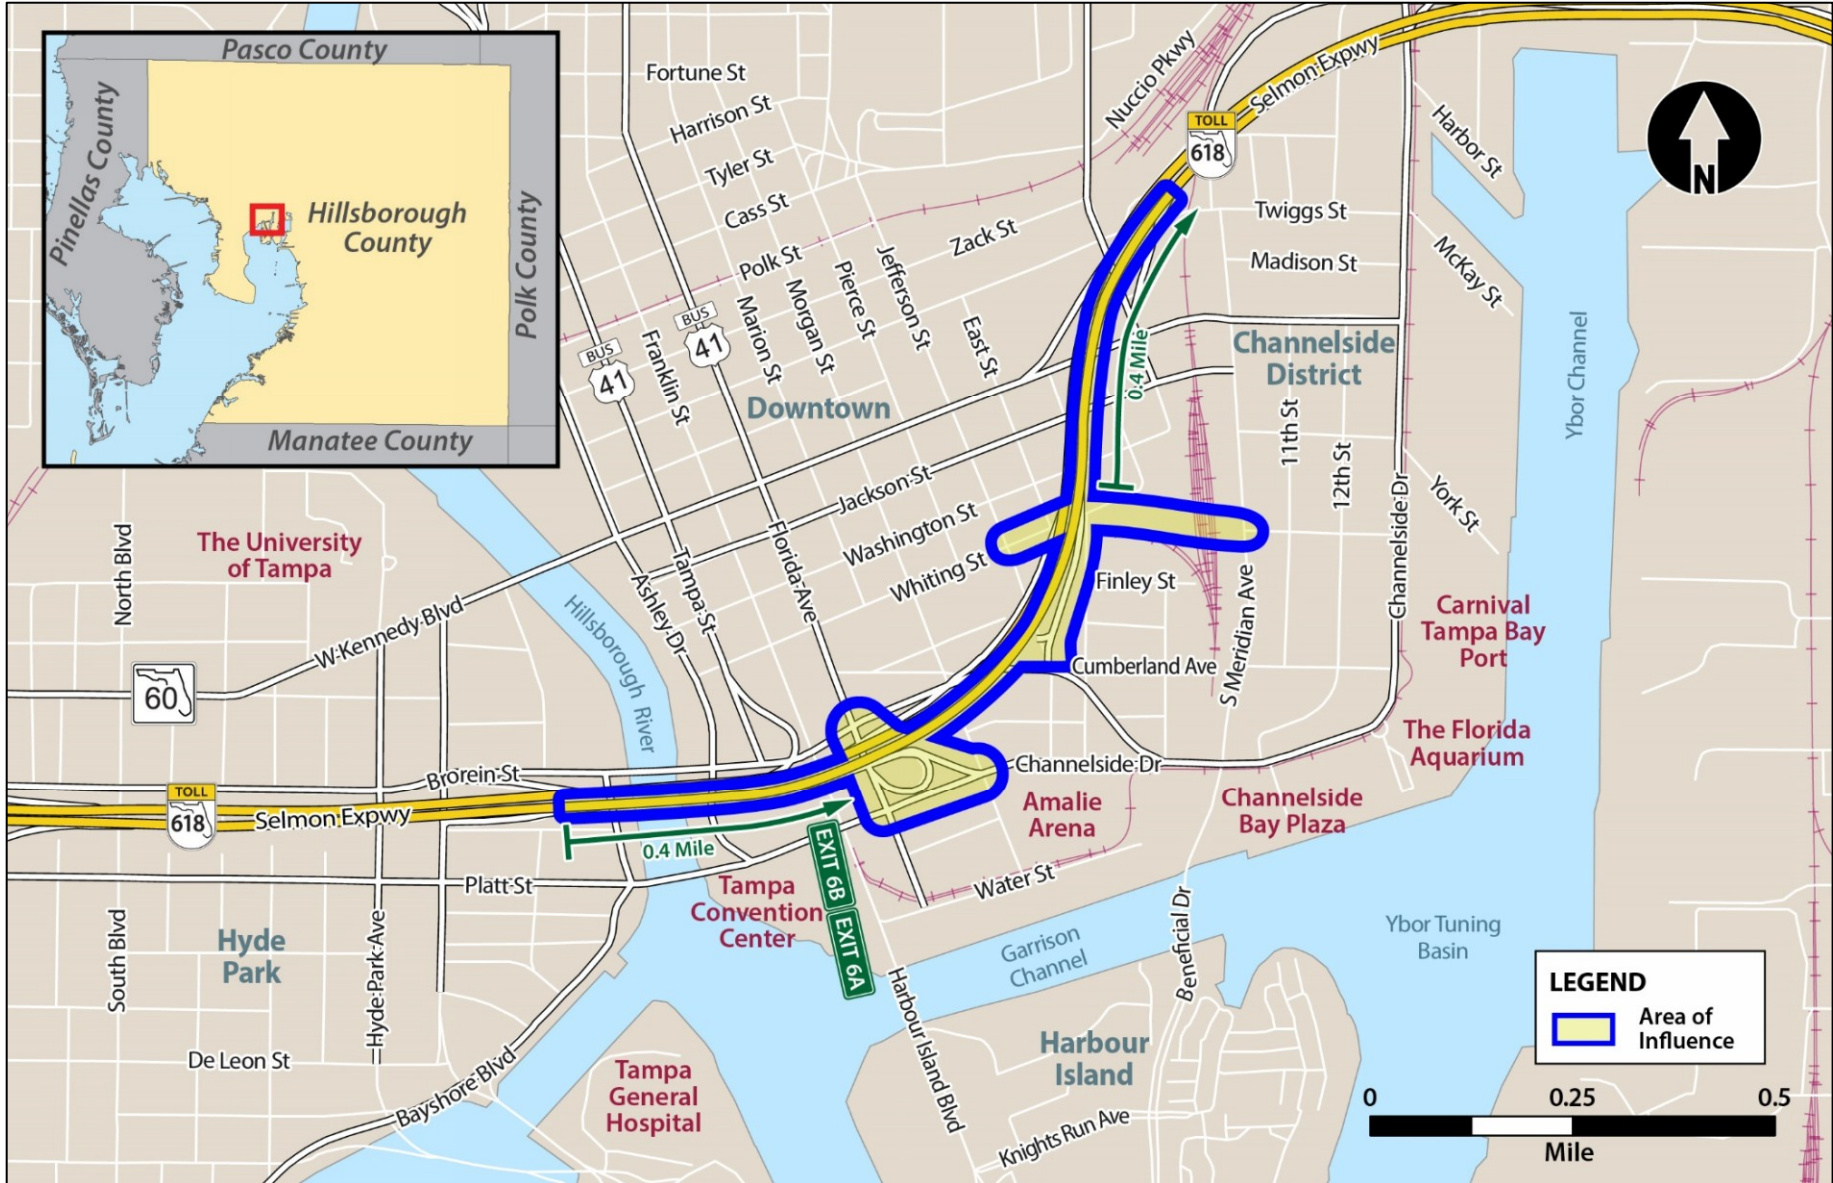 Pasco County
Pinellas County
Hillsborough
County
Polk County
Manatee County
Fortune St
Harrison St
Tyler St
Cass St
Polk St
Zack St
Nuccio Pkwy
Selmon Expwy
TOLL
618
Harbor St
N
Twiggs St
Madison St
McKay St
Jefferson St
Pierce St
Morgan St
Marion St
East St
Franklin St
BUS
41
BUS
41
Downtown
0.4 Mile
Channelside
District
Ybor Channel
11th St
12th St
York St
Channelside Dr
Jackson St
Washington St
Whiting St
Florida Ave
Tampa St
Ashley Dr
The University
of Tampa
North Blvd
W Kennedy Blvd
Hillsborough River
60
Finley St
Cumberland Ave
S Meridian Ave
Carnival
Tampa Bay
Port
The Florida
Aquarium
Channelside Dr
Amalie
Arena
Channelside
Bay Plaza
Brorein St
TOLL
618
Selmon Expwy
0.4 Mile
EXIT 6B
EXIT 6A
Platt St
Tampa
Convention
Center
Water St
Garrison
Channel
Beneficial Dr
Ybor Tuning
Basin
South Blvd
Hyde
Park
Hyde Park Ave
De Leon St
Bayshore Blvd
Tampa
General
Hospital
Harbour Island Blvd
Harbour
Island
Knights Run Ave
LEGEND
Area of
Influence
0 0.25 0.5
Mile